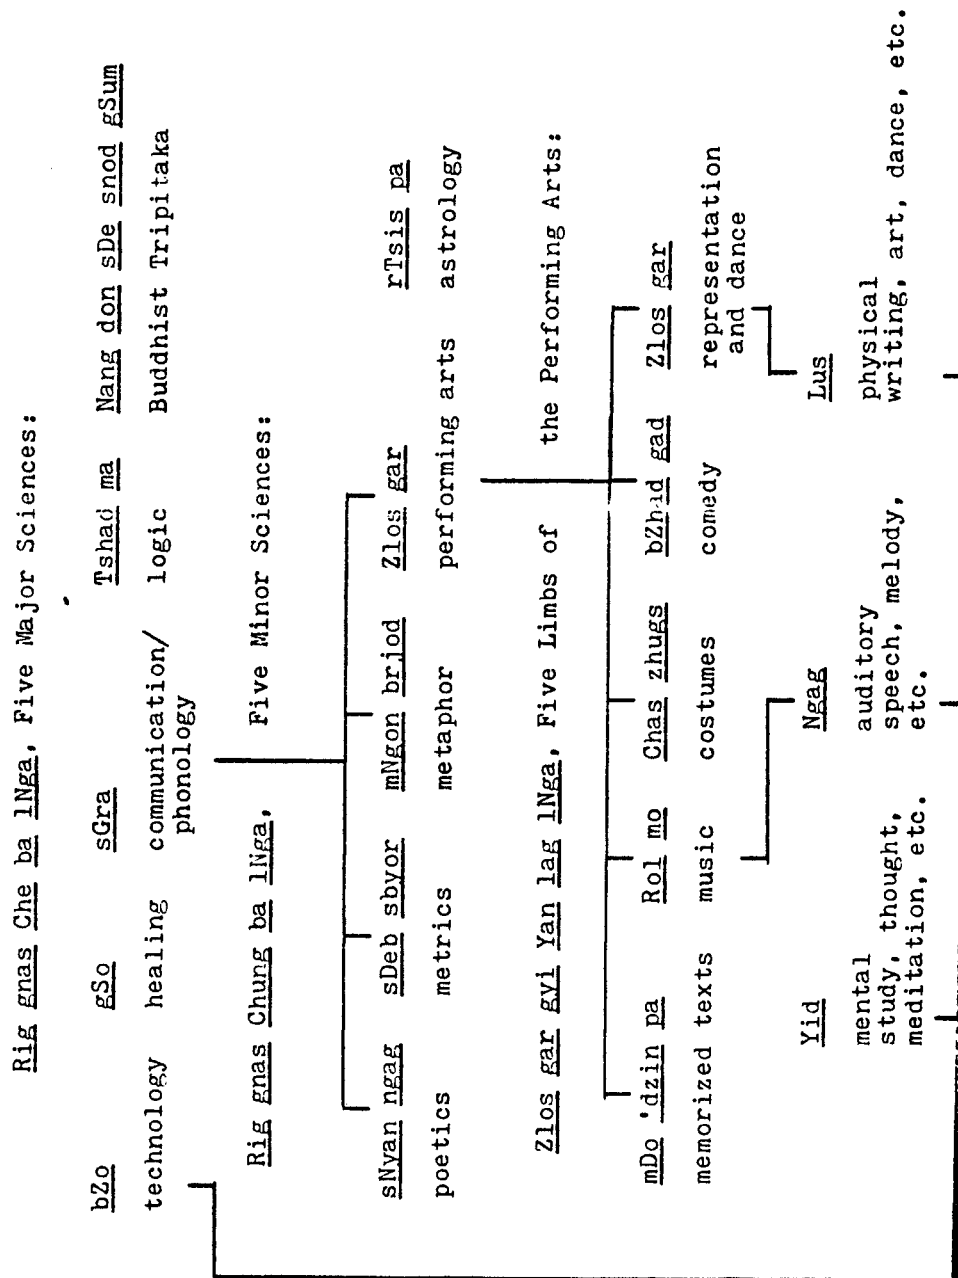 Rig gnas Che ba lNga, Five Major Sciences:
bZo gSo sGra Tshad ma Nang don sDe snod gSum
technology healing communication/ logic Buddhist Tripitaka
phonology
Rig gnas Chung ba lNga, Five Minor Sciences:
sNyan ngag sDeb sbyor mNgon brjod Zlos gar rTsis pa
poetics metrics metaphor performing arts astrology
Zlos gar gyi Yan lag lNga, Five Limbs of the Performing Arts:
mDo 'dzin pa Rol mo Chas zhugs bZhad gad Zlos gar
memorized texts music costumes comedy representation
and dance
Yid Ngag Lus
mental auditory physical
study, thought, speech, melody, writing, art, dance, etc.
meditation, etc. etc.